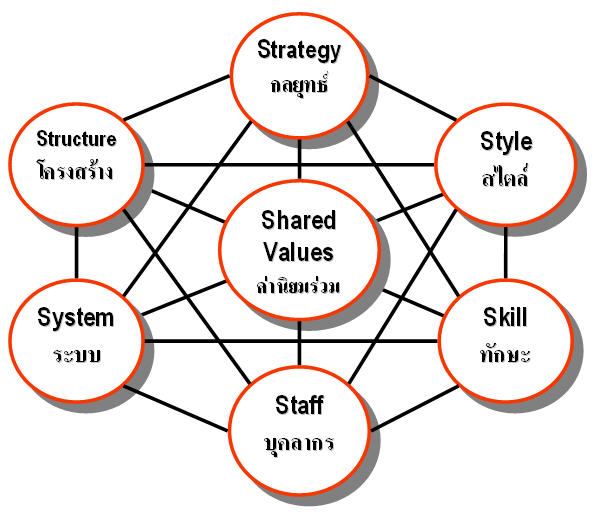 Strategy
กลยุทธ์
Structure
โครงสร้าง
Style
สไตล์
Shared
Values
ค่านิยมร่วม
System
ระบบ
Skill
ทักษะ
Staff
บุคลากร